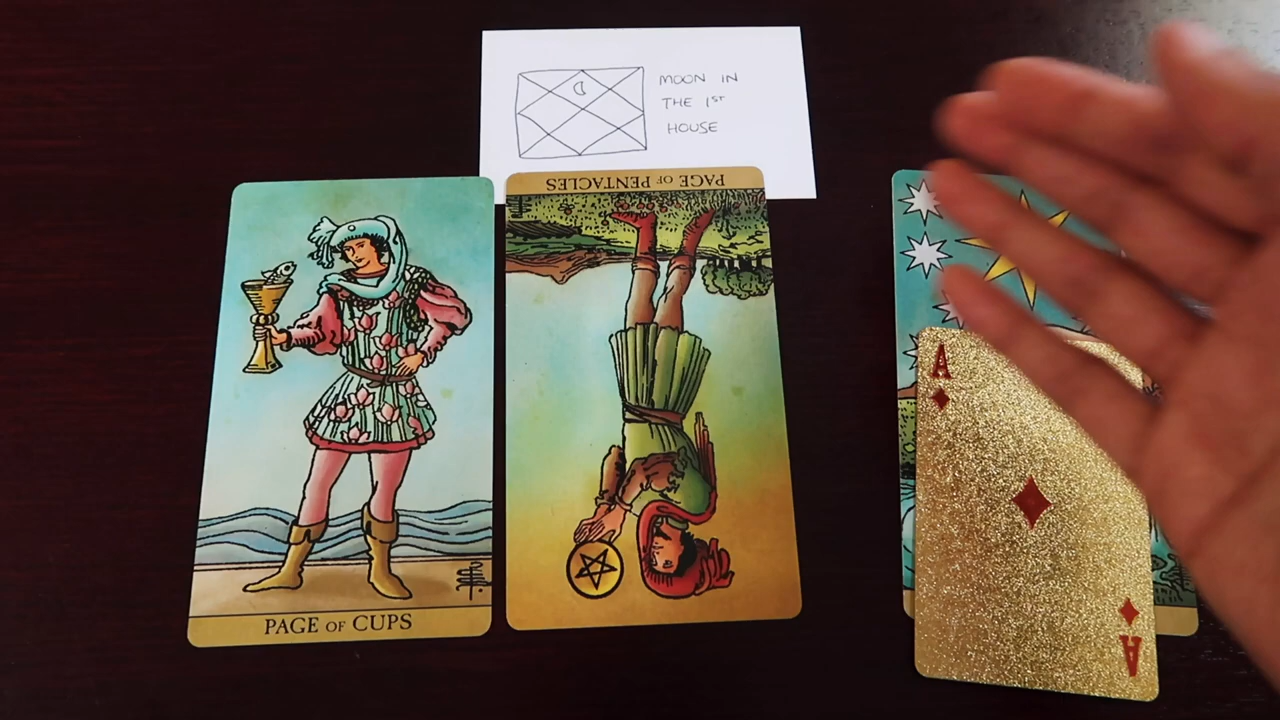 MOON IN
THE 1ST
HOUSE
PAGE OF PENTACLES
PAGE OF CUPS
A
A